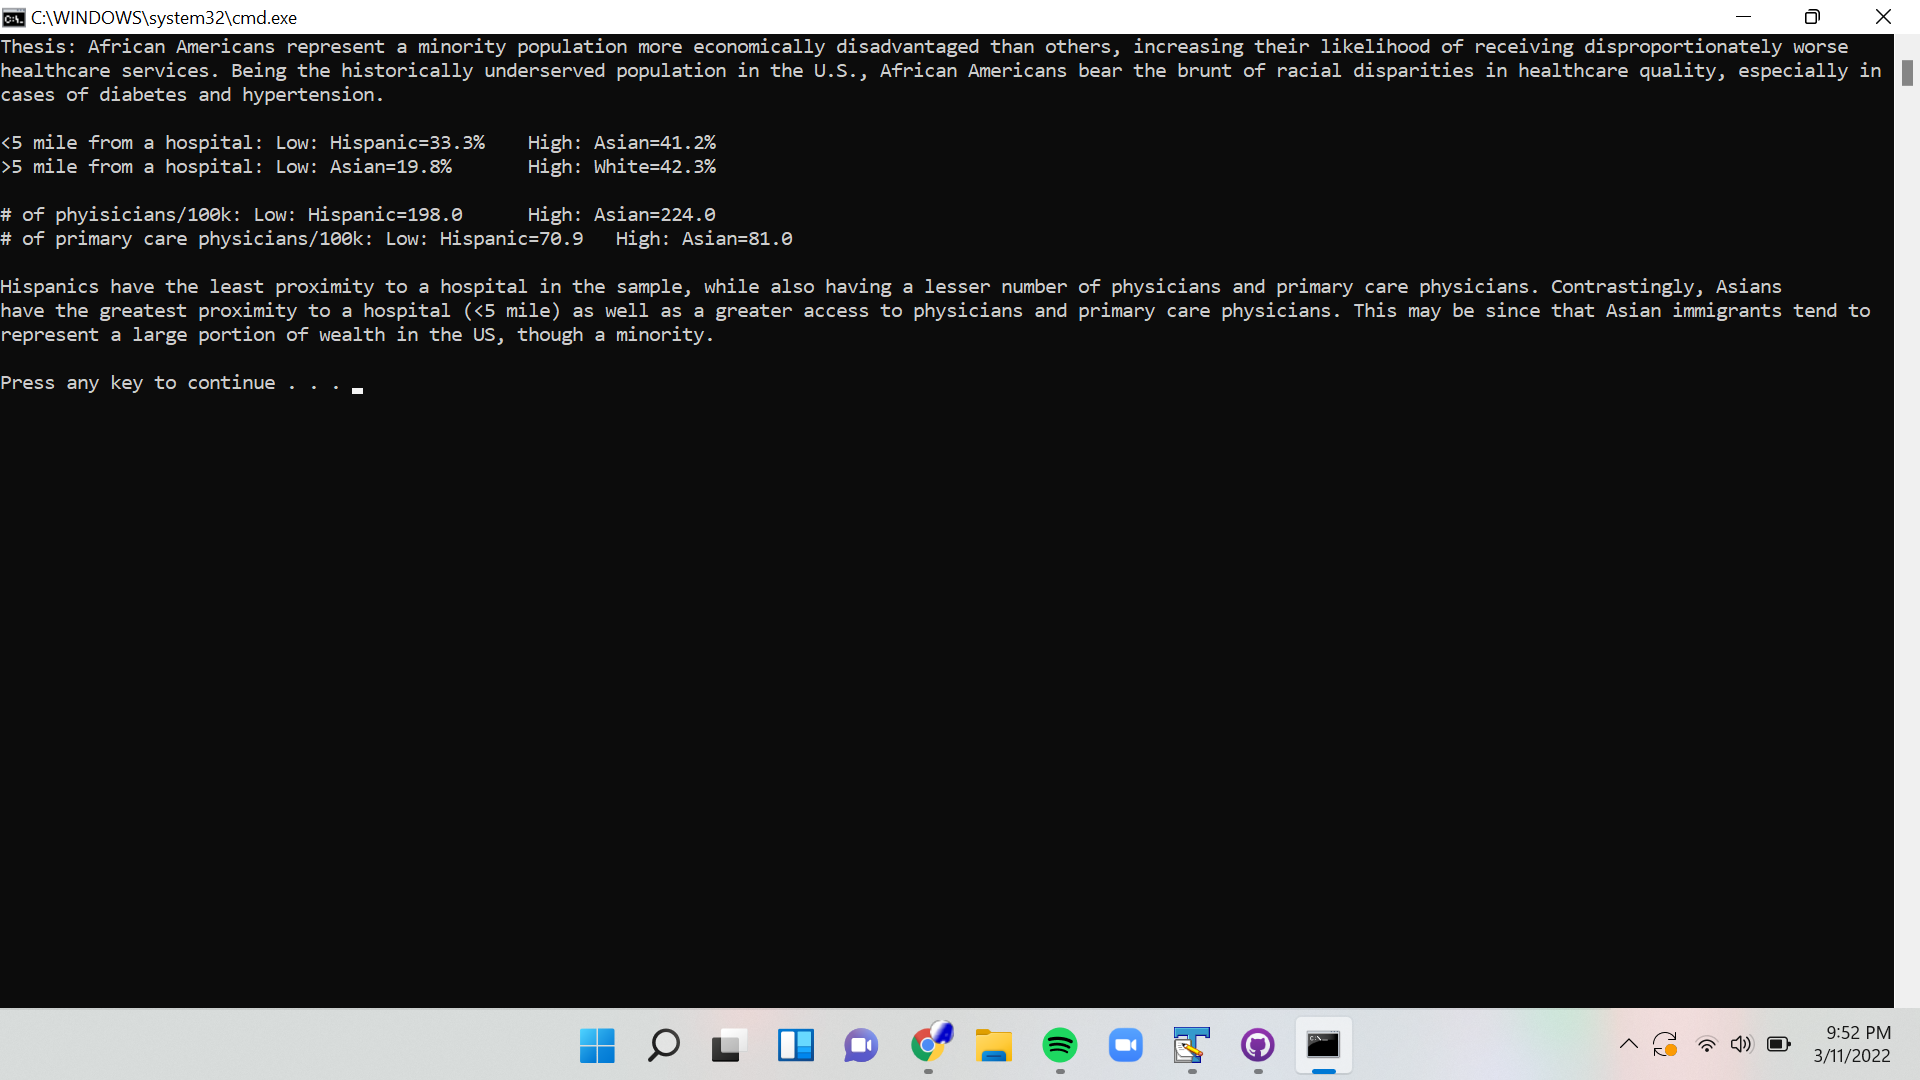 C:\WINDOWS\system32\cmd.exe
Thesis: African Americans represent a minority population more economically disadvantaged than others, increasing their likelihood of receiving disproportionately worse
healthcare services. Being the historically underserved population in the U.S., African Americans bear the brunt of racial disparities in healthcare quality, especially in
cases of diabetes and hypertension.
<5 mile from a hospital: Low: Hispanic=33.3%    High: Asian=41.2%
>5 mile from a hospital: Low: Asian=19.8%       High: White=42.3%
# of phyisicians/100k: Low: Hispanic=198.0      High: Asian=224.0
# of primary care physicians/100k: Low: Hispanic=70.9   High: Asian=81.0
Hispanics have the least proximity to a hospital in the sample, while also having a lesser number of physicians and primary care physicians. Contrastingly, Asians
have the greatest proximity to a hospital (<5 mile) as well as a greater access to physicians and primary care physicians. This may be since that Asian immigrants tend to
represent a large portion of wealth in the US, though a minority.
Press any key to continue . . .
9:52 PM
3/11/2022